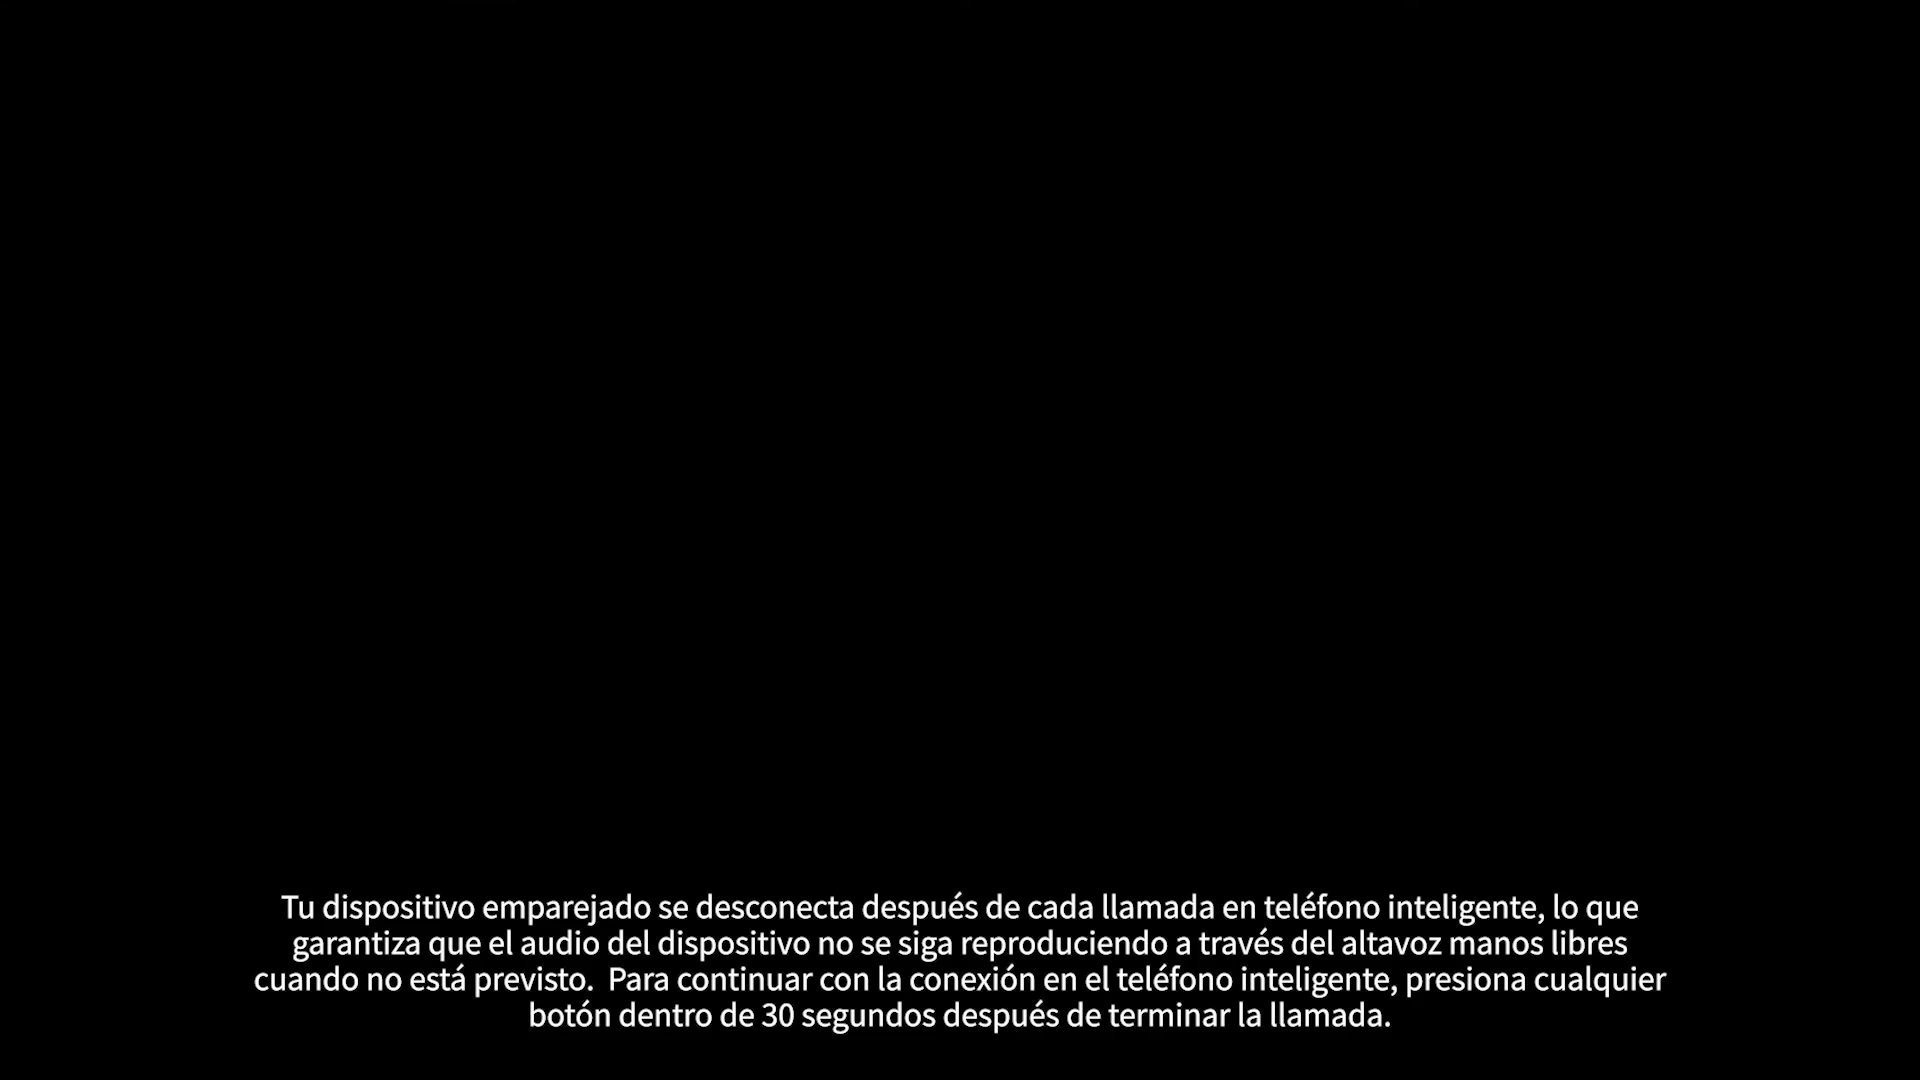 Tu dispositivo emparejado se desconecta después de cada llamada en teléfono inteligente, lo que
garantiza que el audio del dispositivo no se siga reproduciendo a través del altavoz manos libres
cuando no está previsto.  Para continuar con la conexión en el teléfono inteligente, presiona cualquier
botón dentro de 30 segundos después de terminar la llamada.